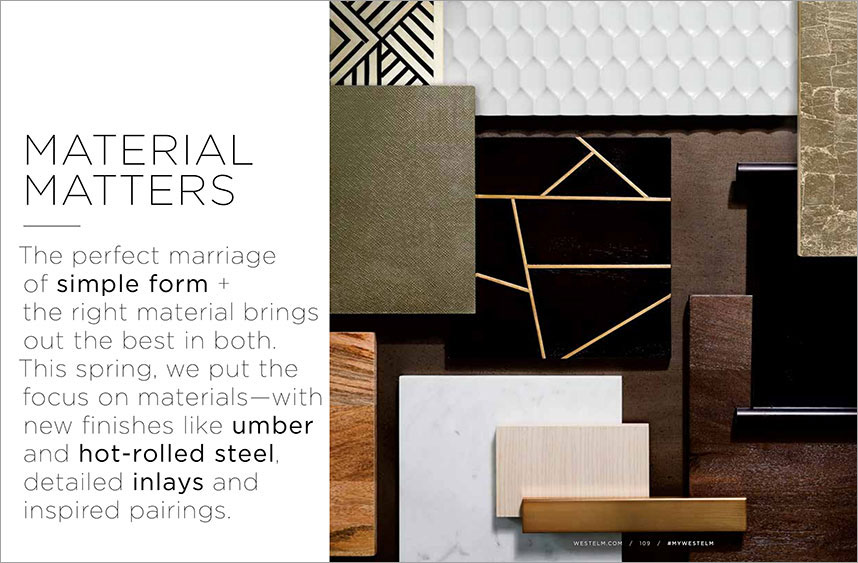 MATERIAL
MATTERS
The perfect marriage
of simple form +
the right material brings
out the best in both.
This spring, we put the
focus on materials—with
new finishes like umber
and hot-rolled steel,
detailed inlays and
inspired pairings.
WESTELM.COM / 109 / #MYWESTELM